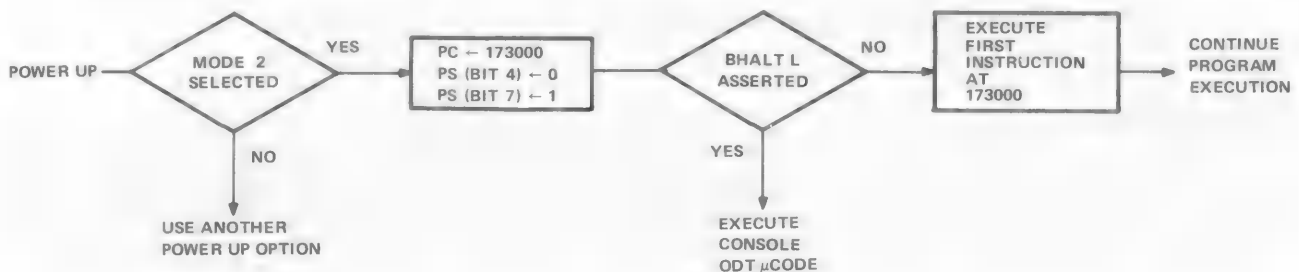 POWER UP
MODE 2
SELECTED
YES
NO
USE ANOTHER
POWER UP OPTION
PC ← 173000
PS (BIT 4) ← 0
PS (BIT 7) ← 1
BHALT L
ASSERTED
NO
YES
EXECUTE
CONSOLE
ODT μCODE
EXECUTE
FIRST
INSTRUCTION
AT
173000
CONTINUE
PROGRAM
EXECUTION